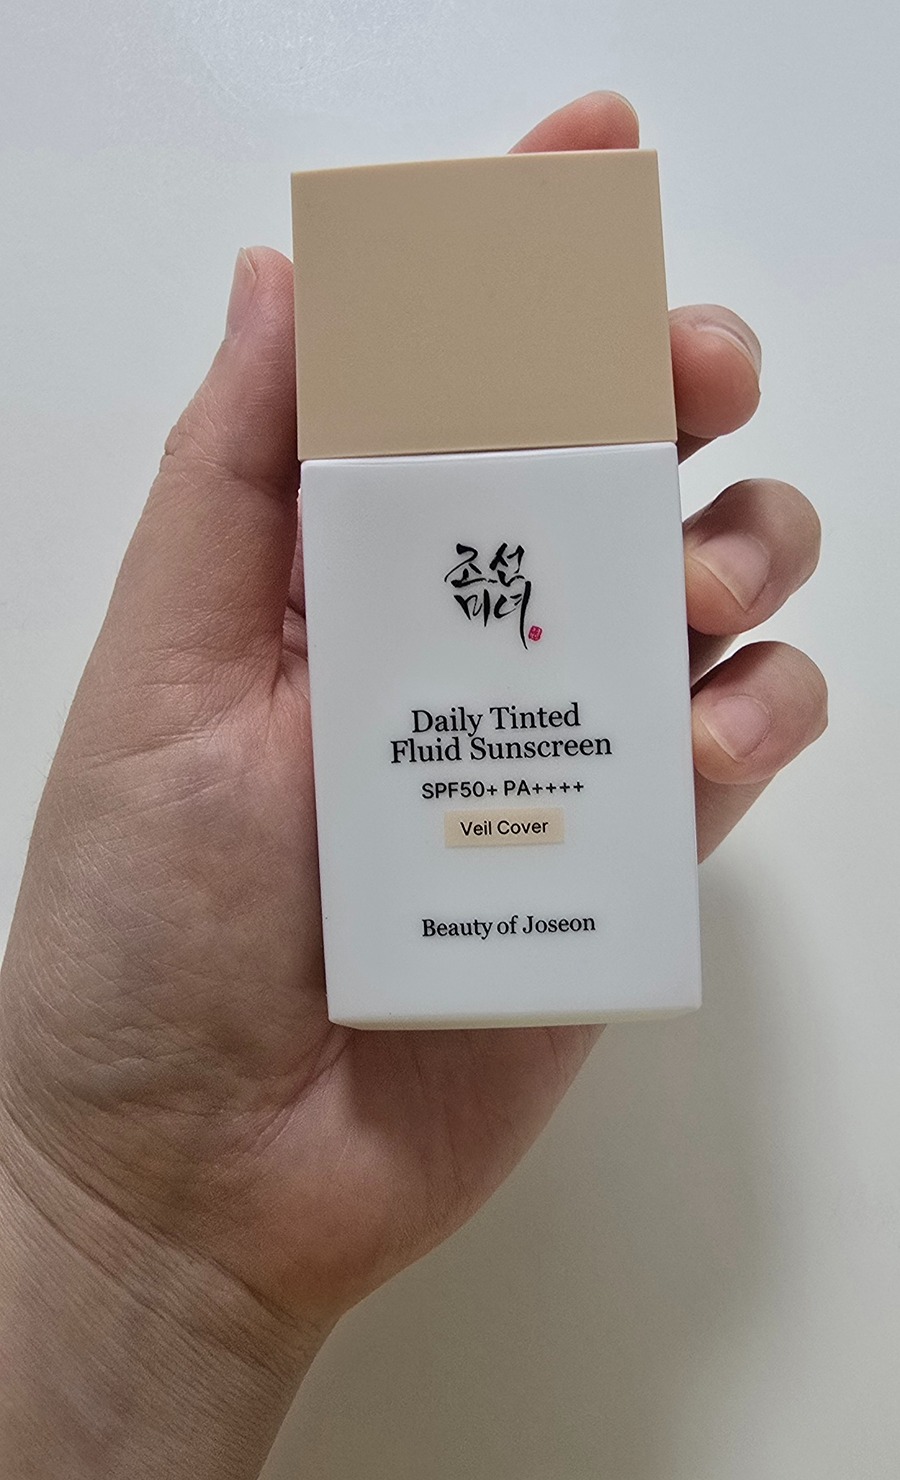 조선
미녀
Daily Tinted
Fluid Sunscreen
SPF50+ PA++++
Veil Cover
Beauty of Joseon